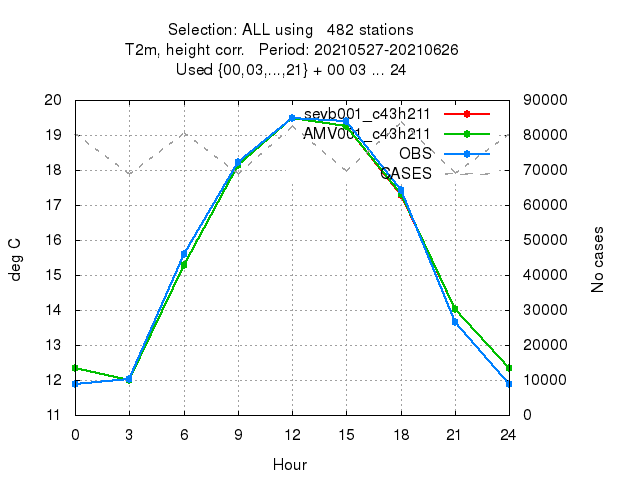 Selection: ALL using 482 stations
T2m, height corr. Period: 20210527-20210626
Used {00,03,...,21} + 00 03 ... 24
20 90000
sevb001_c43h211
19 80000
AMV001_c43h211
OBS
18 70000
CASES
17 60000
16 50000
deg C
No cases
15 40000
14 30000
13 20000
12 10000
11 0
0 3 6 9 12 15 18 21 24
Hour